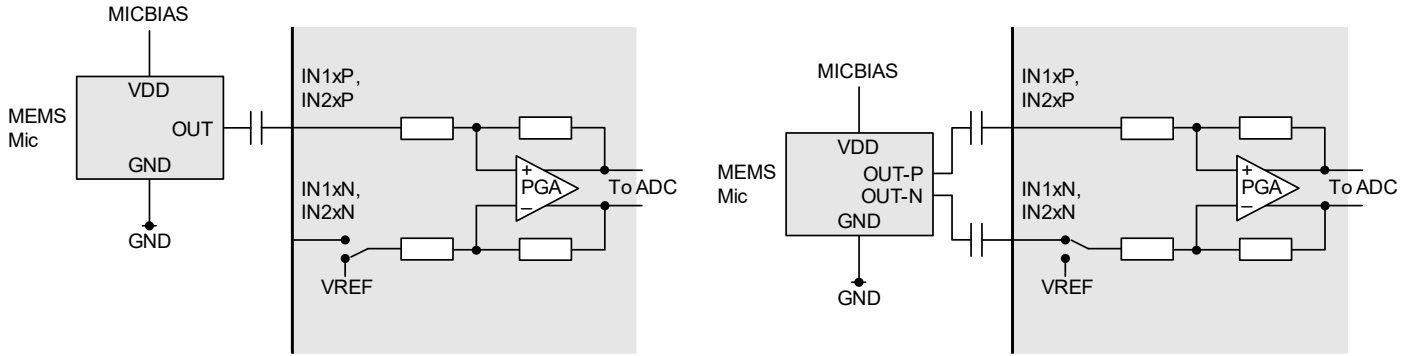 MICBIAS
VDD
MEMS
Mic
OUT
GND
GND
IN1xP,
IN2xP
IN1xN,
IN2xN
VREF
+
PGA
–
To ADC
MICBIAS
VDD
MEMS
Mic
OUT-P
OUT-N
GND
GND
IN1xP,
IN2xP
IN1xN,
IN2xN
VREF
+
PGA
–
To ADC